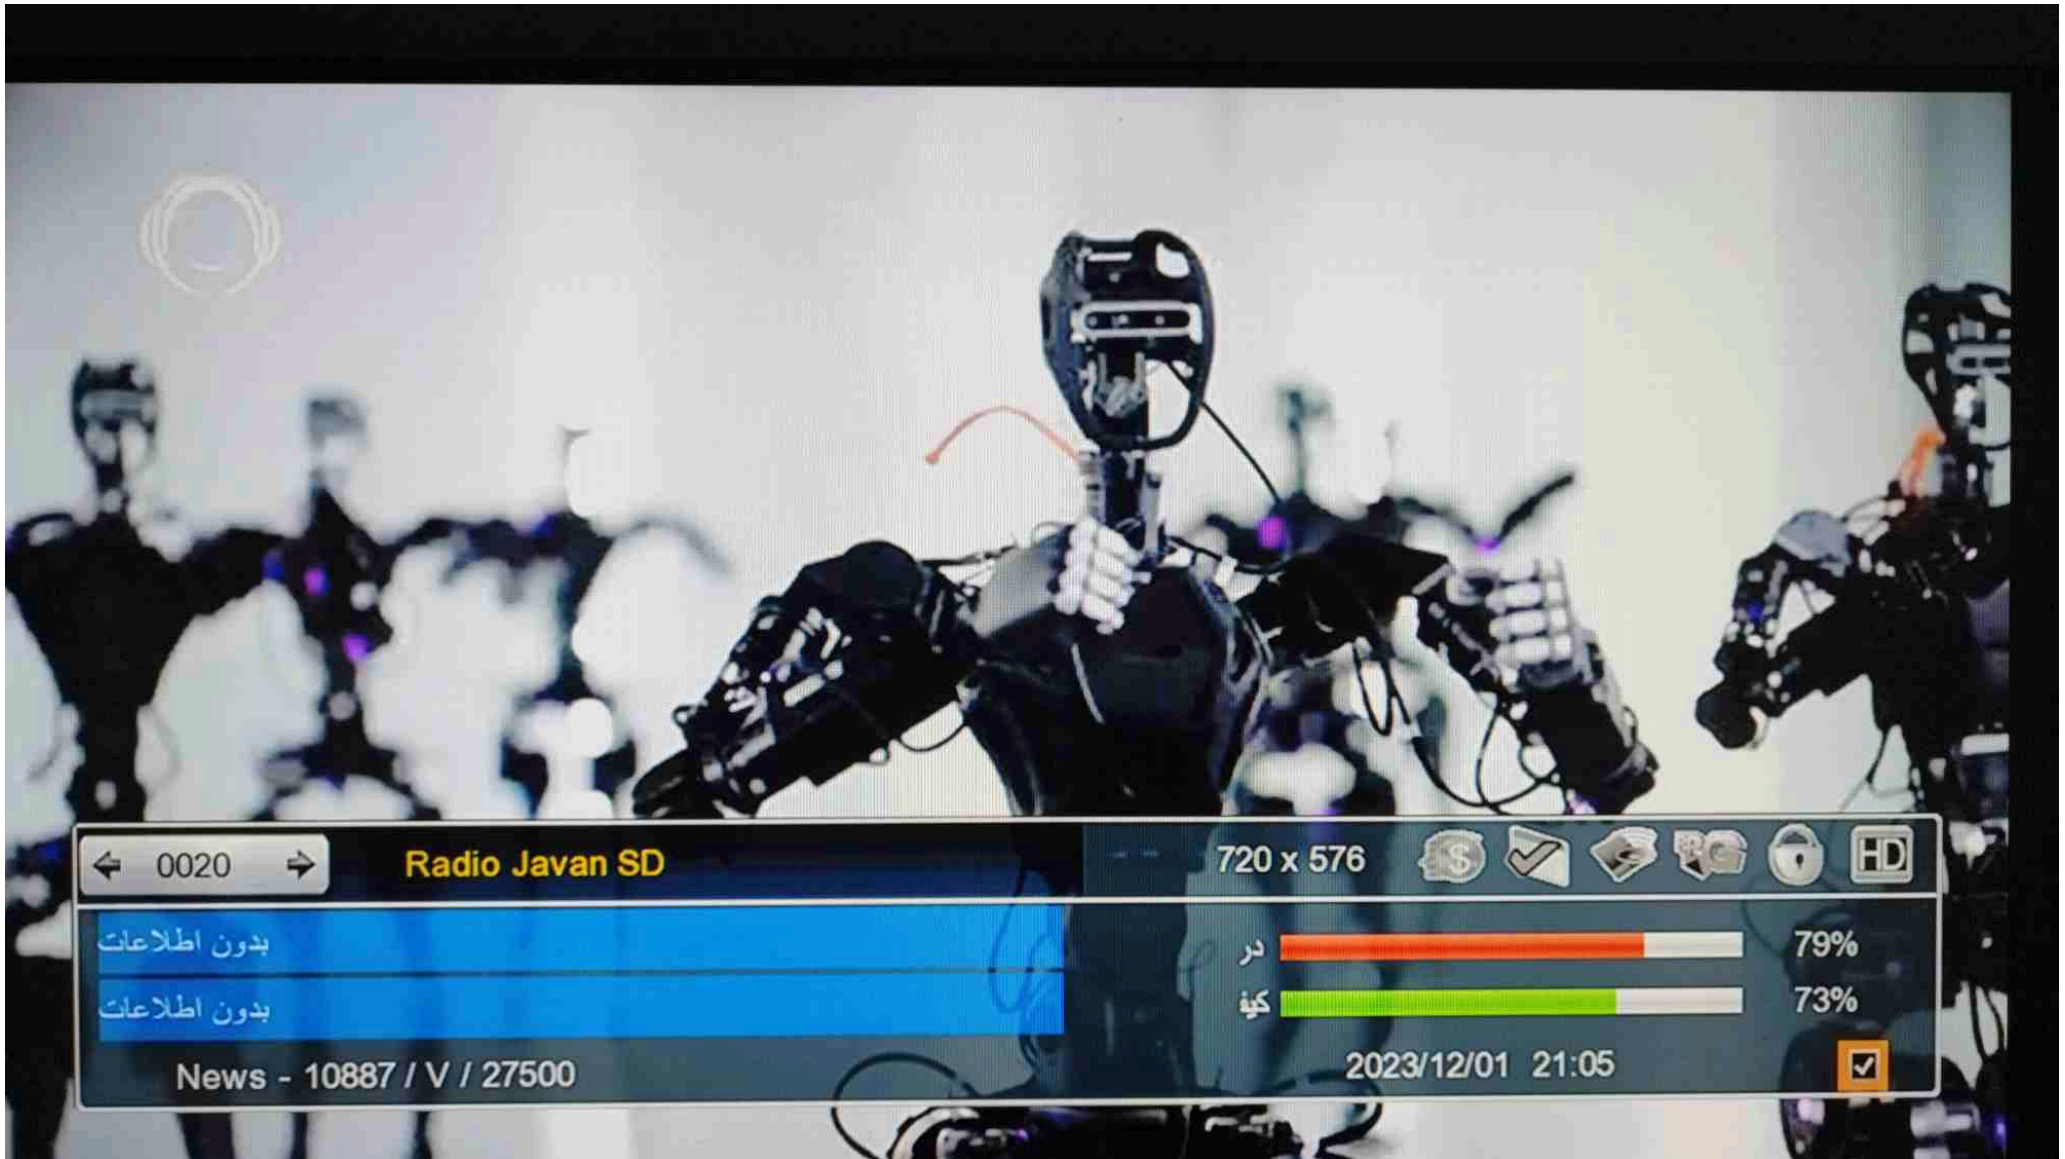 0020
Radio Javan SD
720 x 576
$
HD
بدون اطلاعات
در
79%
بدون اطلاعات
کیف
73%
News - 10887 / V / 27500
2023/12/01 21:05